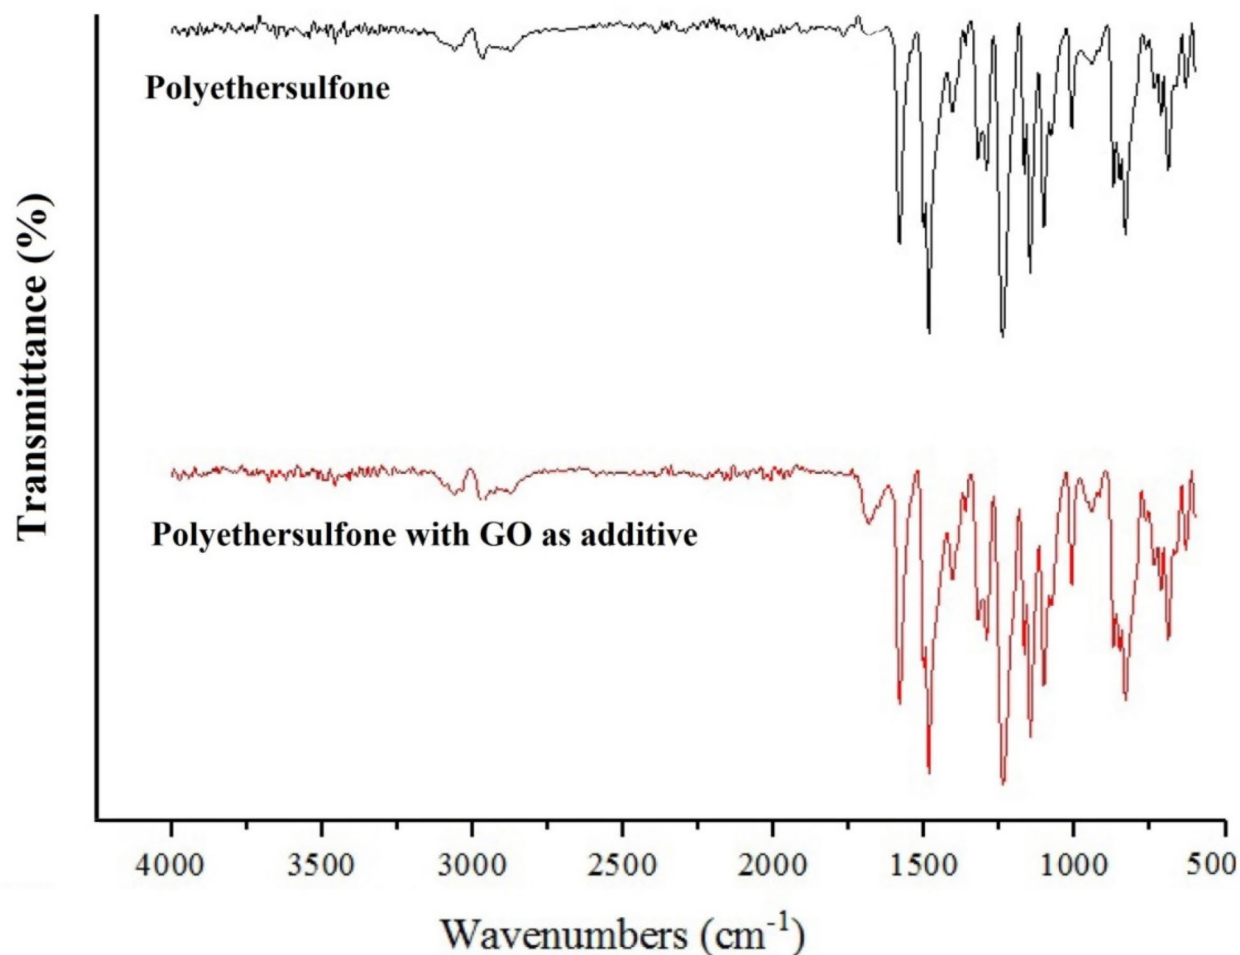 Polyethersulfone
Transmittance (%)
Polyethersulfone with GO as additive
4000 3500 3000 2500 2000 1500 1000 500
Wavenumbers (cm⁻¹)